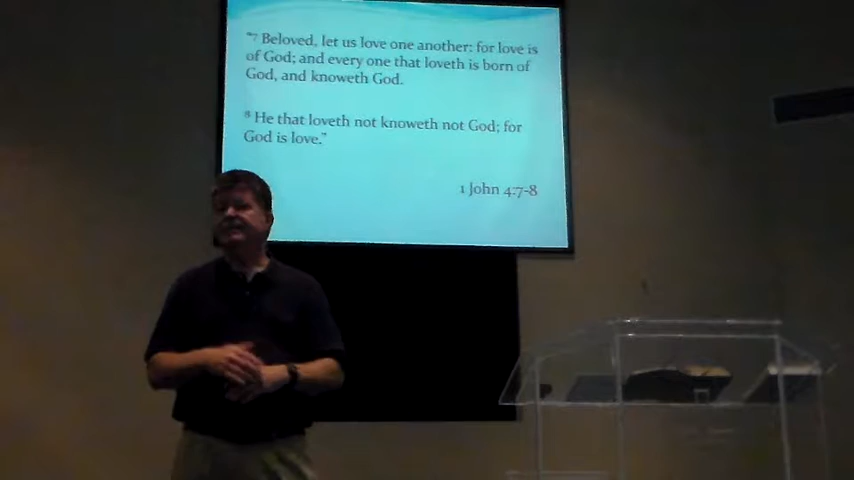 "7 Beloved, let us love one another: for love is
of God; and every one that loveth is born of
God, and knoweth God.
8 He that loveth not knoweth not God; for
God is love."
1 John 4:7-8